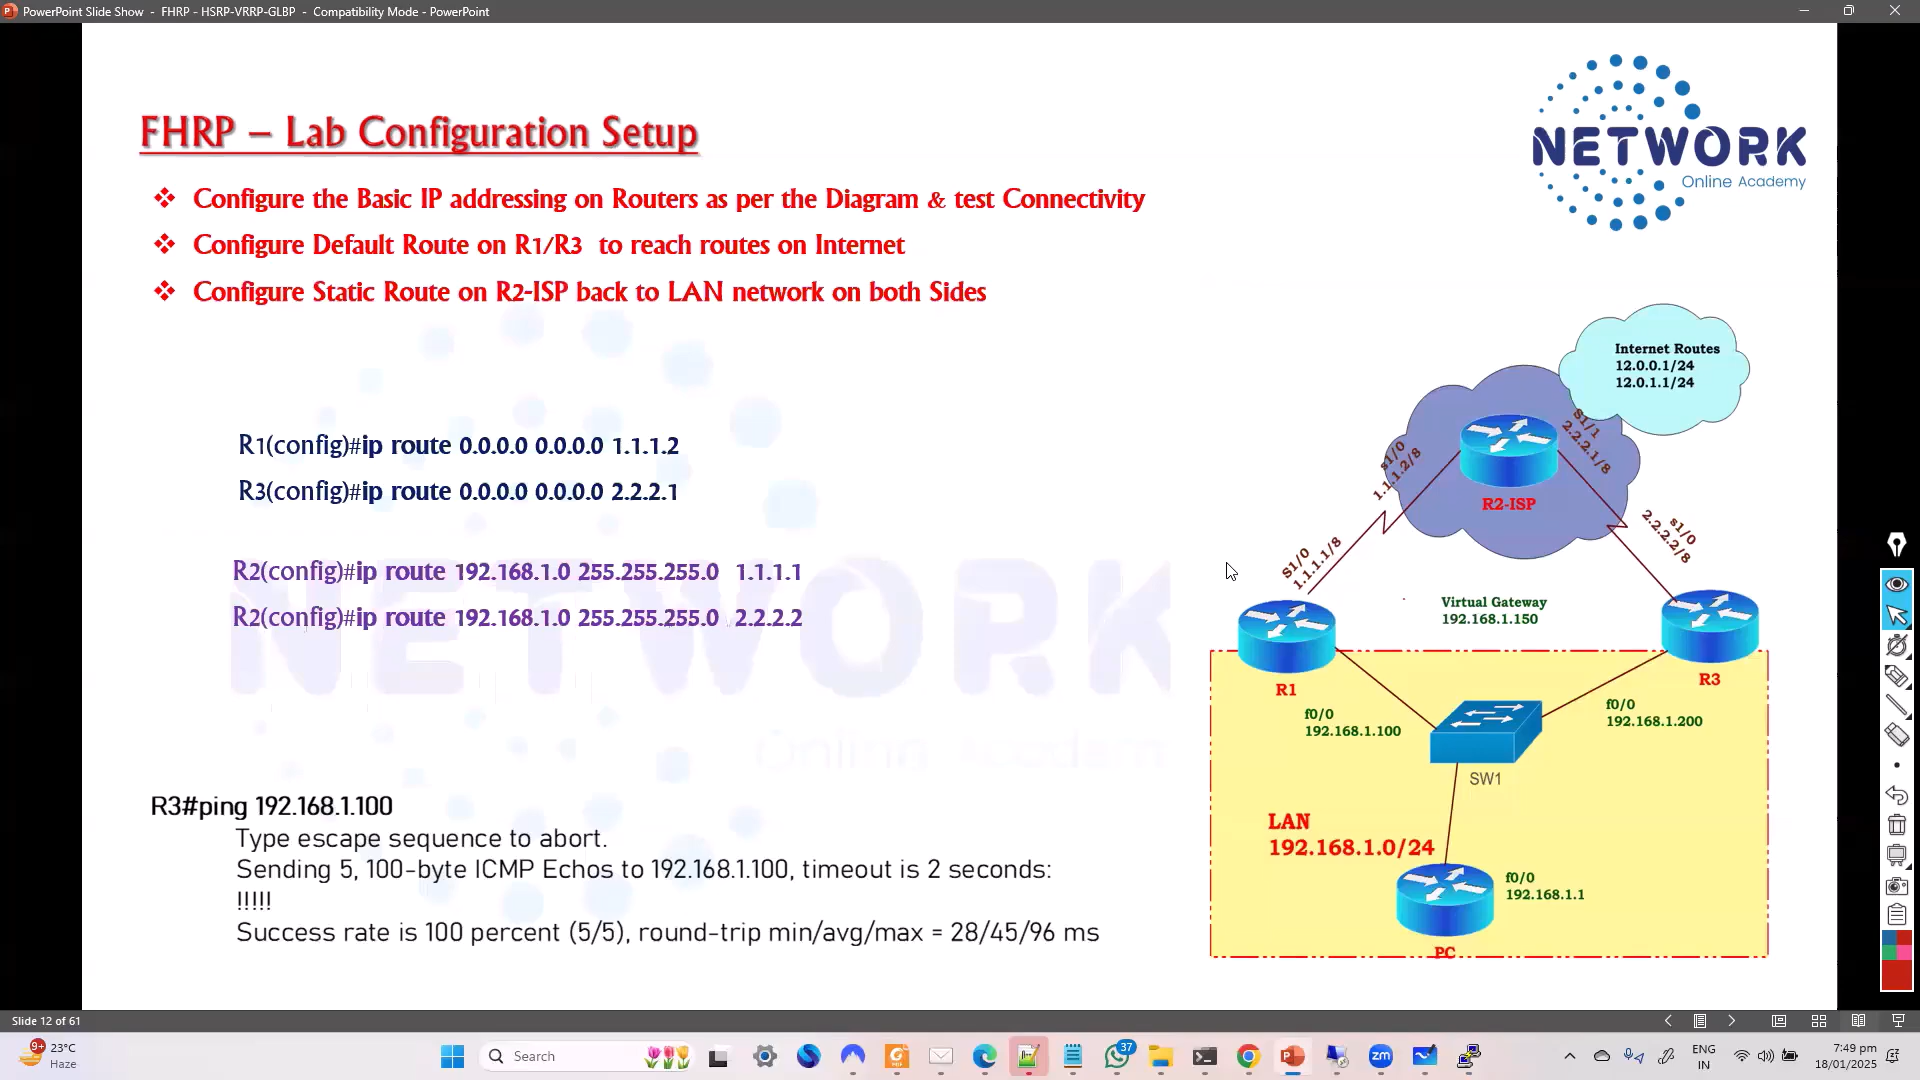 PowerPoint Slide Show - FHRP - HSRP-VRRP-GLBP - Compatibility Mode - PowerPoint
NETWORK
Online Academy
FHRP – Lab Configuration Setup
❖ Configure the Basic IP addressing on Routers as per the Diagram & test Connectivity
❖ Configure Default Route on R1/R3 to reach routes on Internet
❖ Configure Static Route on R2-ISP back to LAN network on both Sides
R1(config)#ip route 0.0.0.0 0.0.0.0 1.1.1.2
R3(config)#ip route 0.0.0.0 0.0.0.0 2.2.2.1
R2(config)#ip route 192.168.1.0 255.255.255.0 1.1.1.1
R2(config)#ip route 192.168.1.0 255.255.255.0 2.2.2.2
NETWORK
Online Academ
R3#ping 192.168.1.100
Type escape sequence to abort.
Sending 5, 100-byte ICMP Echos to 192.168.1.100, timeout is 2 seconds:
!!!!!
Success rate is 100 percent (5/5), round-trip min/avg/max = 28/45/96 ms
Internet Routes
12.0.0.1/24
12.0.1.1/24
s1/0
1.1.1.2/8
S1/1
2.2.2.1/8
R2-ISP
S1/0
1.1.1.1/8
s1/0
2.2.2.2/8
Virtual Gateway
192.168.1.150
R1
R3
f0/0
192.168.1.100
f0/0
192.168.1.200
SW1
LAN
192.168.1.0/24
f0/0
192.168.1.1
PC
Slide 12 of 61
9+
23°C
Haze
Search
37
zm
ENG
IN
7:49 pm
18/01/2025